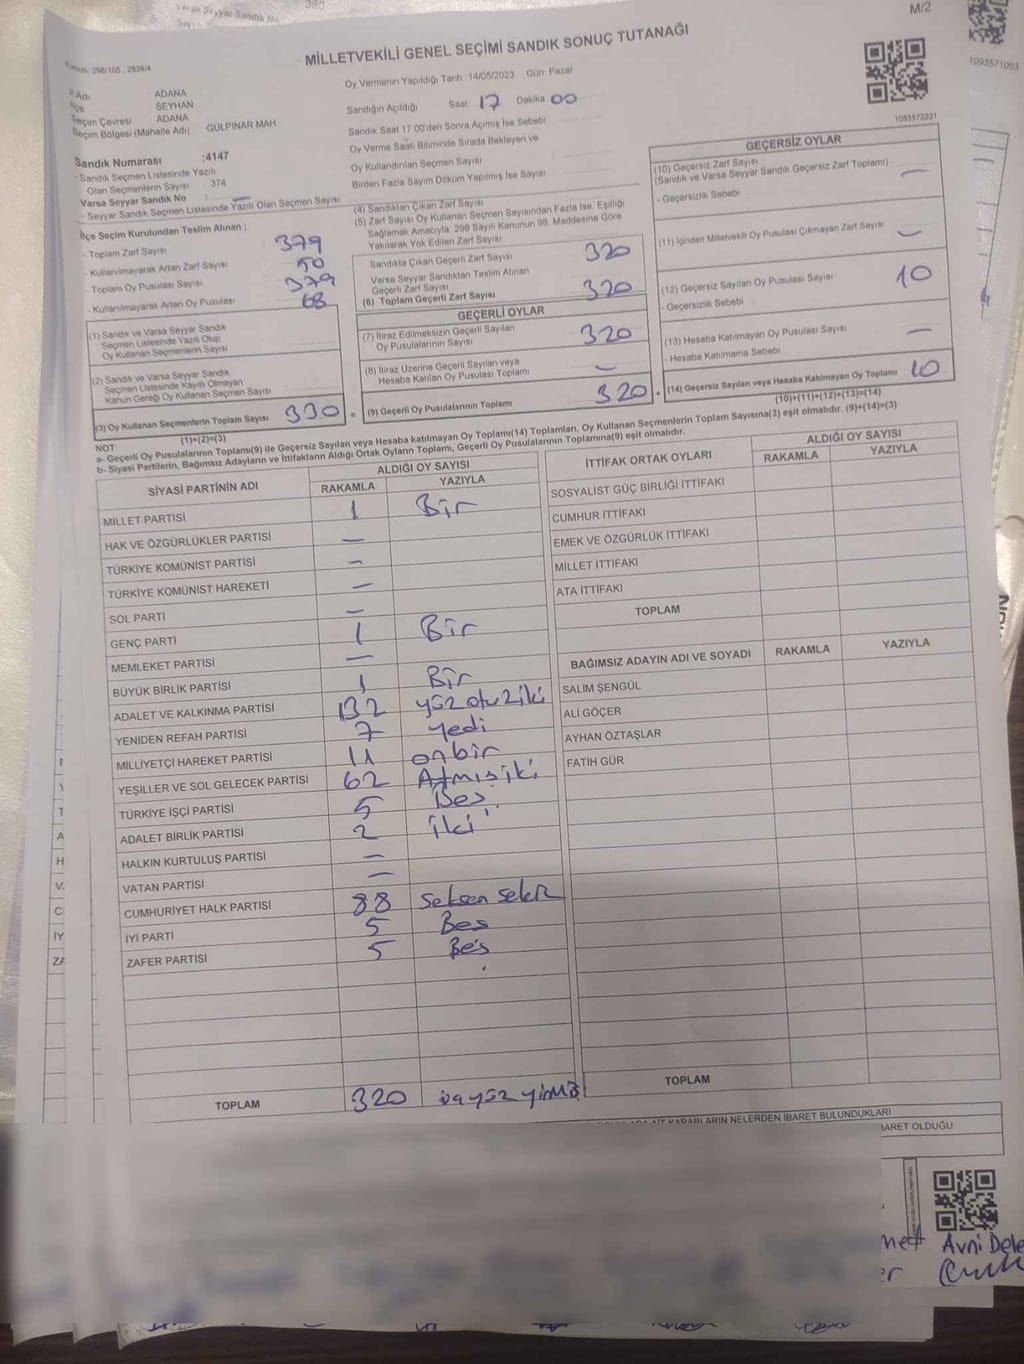 M/2
MİLLETVEKİLİ GENEL SEÇİMİ SANDIK SONUÇ TUTANAĞI
1093571053
İl Adı ADANA
İlçe SEYHAN
Seçim Çevresi ADANA
Seçim Bölgesi (Mahalle Adı) GÜLPINAR MAH.
Sandık Numarası :4147
- Sandık Seçmen Listesinde Yazılı
Olan Seçmenlerin Sayısı : 374
Varsa Seyyar Sandık No : —
- Seyyar Sandık Seçmen Listesinde Yazılı Olan Seçmen Sayısı
Oy Vermenin Yapıldığı Tarih :14/05/2023 Gün: Pazar
Sandığın Açıldığı Saat: 17 Dakika 00
Sandık Saat 17:00'den Sonra Açımış İse Sebebi
Oy Verme Saati Bitiminde Sırada Bekleyen ve
Oy Kullandırılan Seçmen Sayısı
Birden Fazla Sayım Döküm Yapılmış İse Sayısı
1083572221
İlçe Seçim Kurulundan Teslim Alınan ;
- Toplam Zarf Sayısı 379
- Kullanılmayarak Artan Zarf Sayısı 50
- Toplam Oy Pusulası Sayısı 379
- Kullanılmayarak Artan Oy Pusulası 68
(1) Sandık ve Varsa Seyyar Sandık
Seçmen Listesinde Yazılı Olup
Oy Kullanan Seçmenlerin Sayısı
(2) Sandık ve Varsa Seyyar Sandık
Seçmen Listesinde Kayıtlı Olmayan
Kanun Gereği Oy Kullanan Seçmen Sayısı
(3) Oy Kullanan Seçmenlerin Toplam Sayısı 330 =
(1)+(2)=(3)
(4) Sandıktan Çıkan Zarf Sayısı
(5) Zarf Sayısı Oy Kullanan Seçmen Sayısından Fazla İse, Eşitliği
Sağlamak Amacıyla; 298 Sayılı Kanunun 98. Maddesine Göre
Yakılarak Yok Edilen Zarf Sayısı
Sandıkta Çıkan Geçerli Zarf Sayısı 320
Varsa Seyyar Sandıktan Teslim Alınan
Geçerli Zarf Sayısı
(6) Toplam Geçerli Zarf Sayısı 320
GEÇERLİ OYLAR
(7) İtiraz Edilmeksizin Geçerli Sayılan
Oy Pusulalarının Sayısı 320
(8) İtiraz Üzerine Geçerli Sayılan veya
Hesaba Katılan Oy Pusulası Toplamı —
(9) Geçerli Oy Pusulalarının Toplamı 320 +
GEÇERSİZ OYLAR
(10) Geçersiz Zarf Sayısı
(Sandık ve Varsa Seyyar Sandık Geçersiz Zarf Toplamı) —
- Geçersizlik Sebebi
(11) İçinden Milletvekili Oy Pusulası Çıkmayan Zarf Sayısı —
(12) Geçersiz Sayılan Oy Pusulası Sayısı 10
- Geçersizlik Sebebi
(13) Hesaba Katılmayan Oy Pusulası Sayısı —
- Hesaba Katılmama Sebebi
(14) Geçersiz Sayılan veya Hesaba Katılmayan Oy Toplamı 10
(10)+(11)+(12)+(13)=(14)
NOT:
a- Geçerli Oy Pusulalarının Toplamı(9) ile Geçersiz Sayılan veya Hesaba katılmayan Oy Toplamı(14) Toplamları, Oy Kullanan Seçmenlerin Toplam Sayısına(3) eşit olmalıdır. (9)+(14)=(3)
b- Siyasi Partilerin, Bağımsız Adayların ve İttifakların Aldığı Ortak Oyların Toplamı, Geçerli Oy Pusulalarının Toplamına(9) eşit olmalıdır.
SİYASİ PARTİNİN ADI ALDIĞI OY SAYISI
RAKAMLA YAZIYLA
MİLLET PARTİSİ 1 Bir
HAK VE ÖZGÜRLÜKLER PARTİSİ —
TÜRKİYE KOMÜNİST PARTİSİ —
TÜRKİYE KOMÜNİST HAREKETİ —
SOL PARTİ —
GENÇ PARTİ 1 Bir
MEMLEKET PARTİSİ —
BÜYÜK BİRLİK PARTİSİ 1 Bir
ADALET VE KALKINMA PARTİSİ 132 yüz otuz iki
YENİDEN REFAH PARTİSİ 7 yedi
MİLLİYETÇİ HAREKET PARTİSİ 11 onbir
YEŞİLLER VE SOL GELECEK PARTİSİ 62 Atmış iki
TÜRKİYE İŞÇİ PARTİSİ 5 Beş
ADALET BİRLİK PARTİSİ 2 iki
HALKIN KURTULUŞ PARTİSİ —
VATAN PARTİSİ —
CUMHURİYET HALK PARTİSİ 88 Seksen sekiz
İYİ PARTİ 5 Bes
ZAFER PARTİSİ 5 Beş
TOPLAM 320
İTTİFAK ORTAK OYLARI ALDIĞI OY SAYISI
RAKAMLA YAZIYLA
SOSYALİST GÜÇ BİRLİĞİ İTTİFAKI
CUMHUR İTTİFAKI
EMEK VE ÖZGÜRLÜK İTTİFAKI
MİLLET İTTİFAKI
ATA İTTİFAKI
TOPLAM
BAĞIMSIZ ADAYIN ADI VE SOYADI RAKAMLA YAZIYLA
SALİM ŞENGÜL
ALİ GÖÇER
AYHAN ÖZTAŞLAR
FATİH GÜR
TOPLAM
KARARLARIN NELERDEN İBARET BULUNDUKLARI
İBARET OLDUĞU
met Avni Dele
er